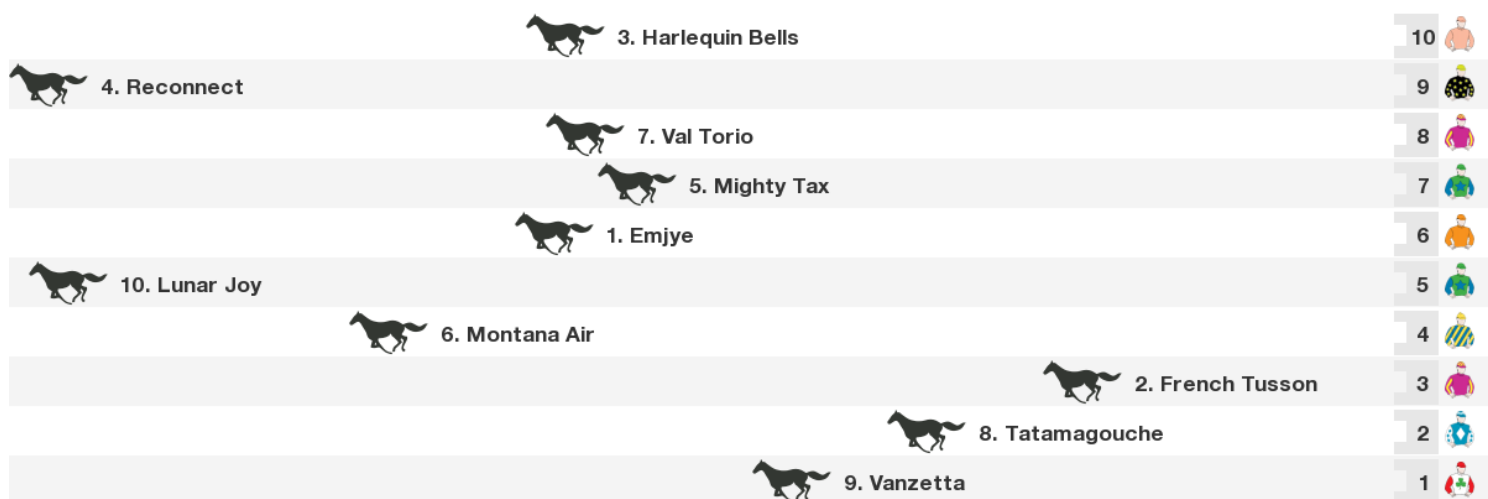 3. Harlequin Bells 10
4. Reconnect 9
7. Val Torio 8
5. Mighty Tax 7
1. Emjye 6
10. Lunar Joy 5
6. Montana Air 4
2. French Tusson 3
8. Tatamagouche 2
9. Vanzetta 1